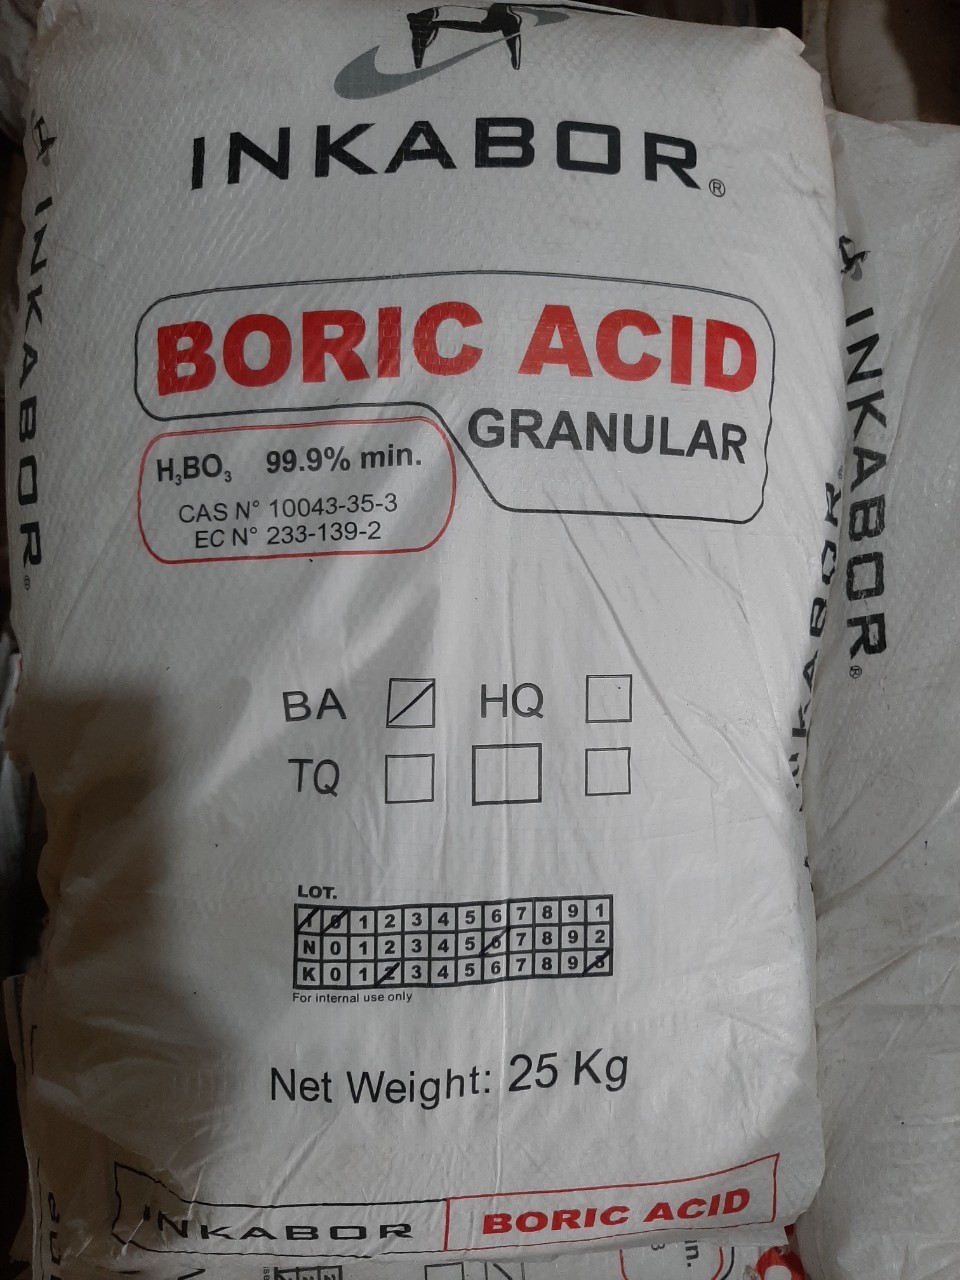 INKABOR®
BORIC ACID
GRANULAR
H₃BO₃ 99.9% min.
CAS N° 10043-35-3
EC N° 233-139-2
BA HQ
TQ
LOT.
I 0 1 2 3 4 5 6 7 8 9 1
N 0 1 2 3 4 5 6 7 8 9 2
K 0 1 2 3 4 5 6 7 8 9 3
For internal use only
Net Weight: 25 Kg
INKABOR BORIC ACID
INKABOR®
INKABOR®
INKABOR